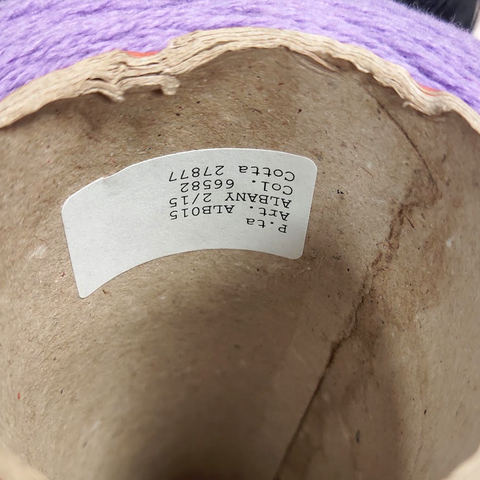 P.ta
Art. ALB015
ALBANY 2/15
Col. 66582
Cotta 27877